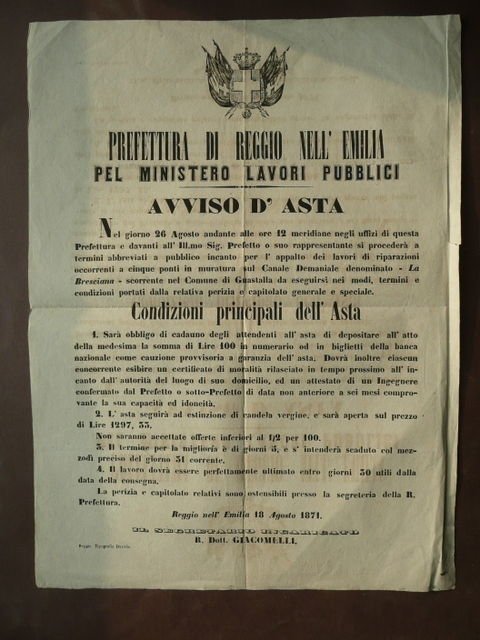 PREFETTURA DI REGGIO NELL' EMILIA
PEL MINISTERO LAVORI PUBBLICI
AVVISO D' ASTA
Nel giorno 26 Agosto andante alle ore 12 meridiane negli uffizi di questa
Prefettura e davanti all' Ill.mo Sig. Prefetto o suo rappresentante si procederà a
termini abbreviati a pubblico incanto per l' appalto dei lavori di riparazioni
occorrenti a cinque ponti in muratura sul Canale Demaniale denominato - La
Bresciana - scorrente nel Comune di Guastalla da eseguirsi nei modi, termini e
condizioni portati dalla relativa perizia e capitolato generale e speciale.
Condizioni principali dell' Asta
1. Sarà obbligo di cadauno degli attendenti all' asta di depositare all' atto
della medesima la somma di Lire 100 in numerario od in biglietti della banca
nazionale come cauzione provvisoria a garanzia dell' asta. Dovrà inoltre ciascun
concorrente esibire un certificato di moralità rilasciato in tempo prossimo all' in-
canto dall' autorità del luogo di suo domicilio, ed un attestato di un Ingegnere
confermato dal Prefetto o sotto-Prefetto di data non anteriore a sei mesi compro-
vante la sua capacità ed idoneità.
2. L' asta seguirà ad estinzione di candela vergine, e sarà aperta sul prezzo
di Lire 1297, 33.
Non saranno accettate offerte inferiori al 1/2 per 100.
3. Il termine per la miglioria è di giorni 5, e s' intenderà scaduto col mez-
zodì preciso del giorno 31 corrente.
4. Il lavoro dovrà essere perfettamente ultimato entro giorni 30 utili dalla
data della consegna.
La perizia e capitolato relativi sono ostensibili presso la segreteria della R.
Prefettura.
Reggio nell' Emilia 18 Agosto 1871.
IL SEGRETARIO INCARICATO
R. Dott. GIACOMELLI,
Reggio, Tipografia